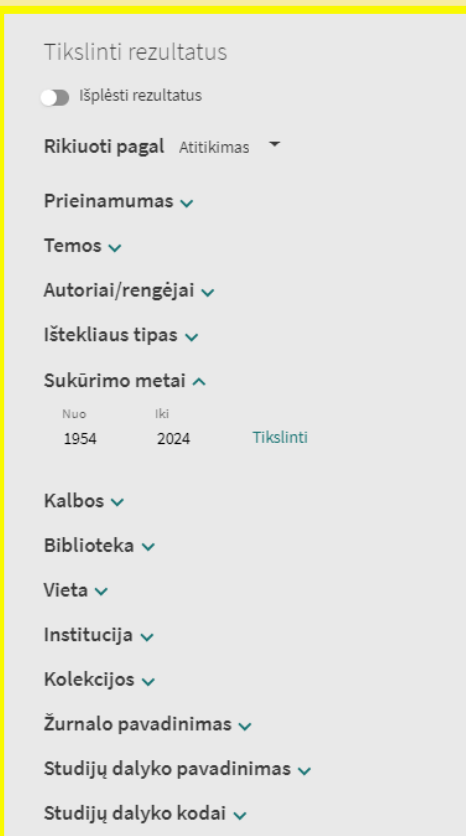 Tikslinti rezultatus
Išplėsti rezultatus
Rikiuoti pagal Atitikimas
Prieinamumas
Temos
Autoriai/rengėjai
Ištekliaus tipas
Sukūrimo metai
Nuo Iki
1954 2024 Tikslinti
Kalbos
Biblioteka
Vieta
Institucija
Kolekcijos
Žurnalo pavadinimas
Studijų dalyko pavadinimas
Studijų dalyko kodai